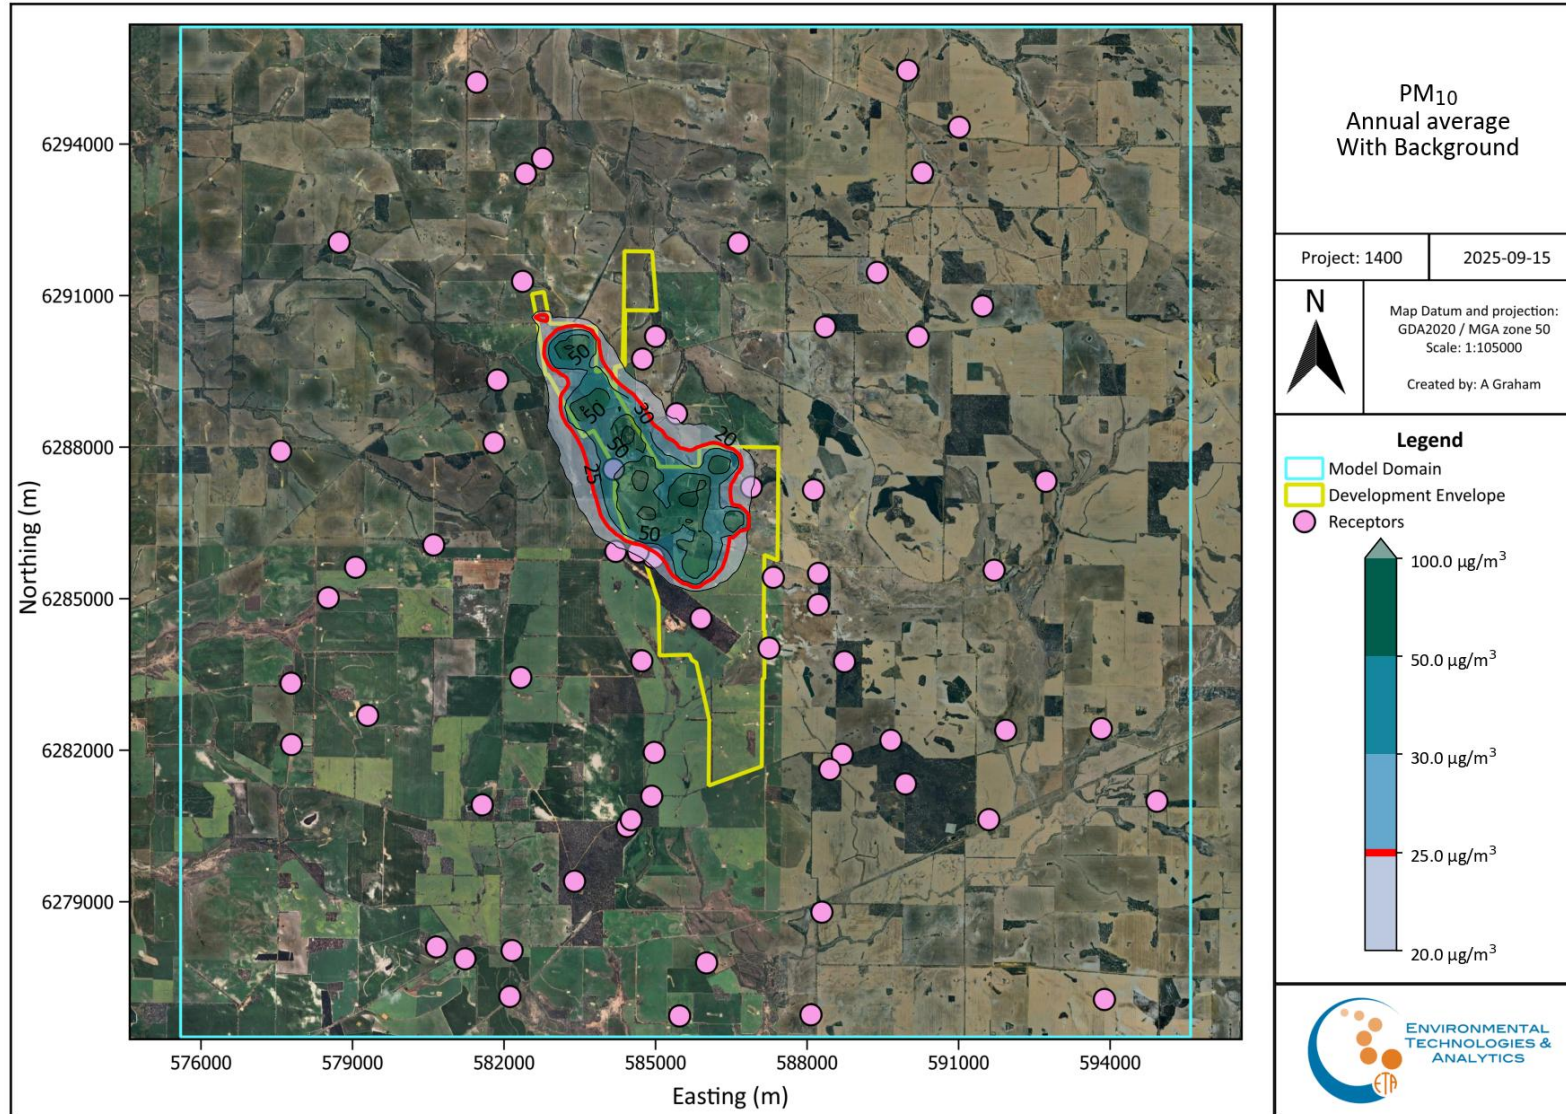 PM10
Annual average
With Background
Project: 1400
2025-09-15
N
Map Datum and projection:
GDA2020 / MGA zone 50
Scale: 1:105000
Created by: A Graham
Legend
Model Domain
Development Envelope
Receptors
100.0 µg/m³
50.0 µg/m³
30.0 µg/m³
25.0 µg/m³
20.0 µg/m³
ENVIRONMENTAL
TECHNOLOGIES &
ANALYTICS
ETA
Northing (m)
6294000
6291000
6288000
6285000
6282000
6279000
576000
579000
582000
585000
588000
591000
594000
Easting (m)
50
50
30
20
50
25
50